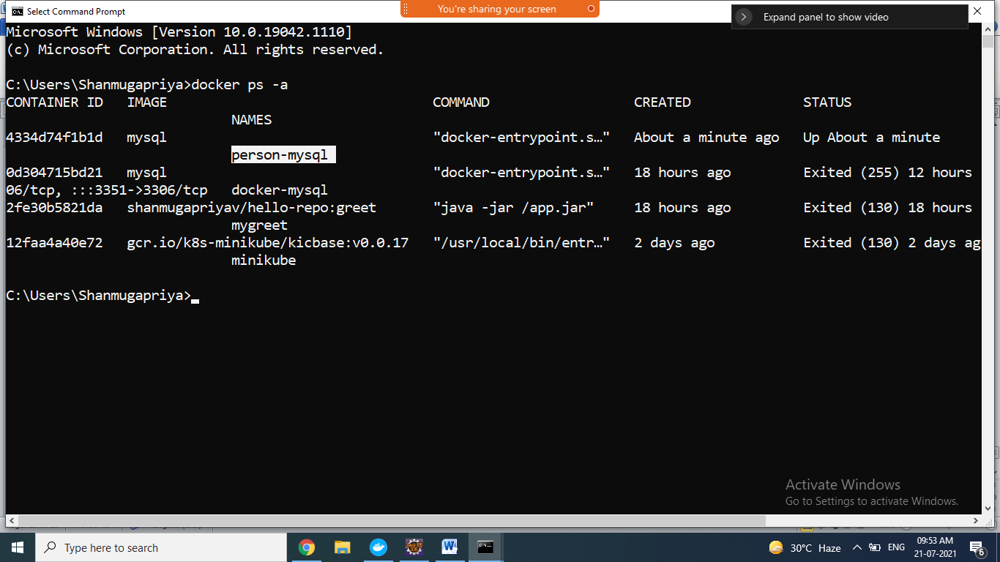 Select Command Prompt
You're sharing your screen
Expand panel to show video
Microsoft Windows [Version 10.0.19042.1110]
(c) Microsoft Corporation. All rights reserved.
C:\Users\Shanmugapriya>docker ps -a
CONTAINER ID IMAGE COMMAND CREATED STATUS
NAMES
4334d74f1b1d mysql "docker-entrypoint.s…" About a minute ago Up About a minute
person-mysql
0d304715bd21 mysql "docker-entrypoint.s…" 18 hours ago Exited (255) 12 hours
06/tcp, :::3351->3306/tcp docker-mysql
2fe30b5821da shanmugapriyav/hello-repo:greet "java -jar /app.jar" 18 hours ago Exited (130) 18 hours
mygreet
12faa4a40e72 gcr.io/k8s-minikube/kicbase:v0.0.17 "/usr/local/bin/entr…" 2 days ago Exited (130) 2 days ag
minikube
C:\Users\Shanmugapriya>
Activate Windows
Go to Settings to activate Windows.
Type here to search
30°C Haze
ENG
09:53 AM
21-07-2021
6